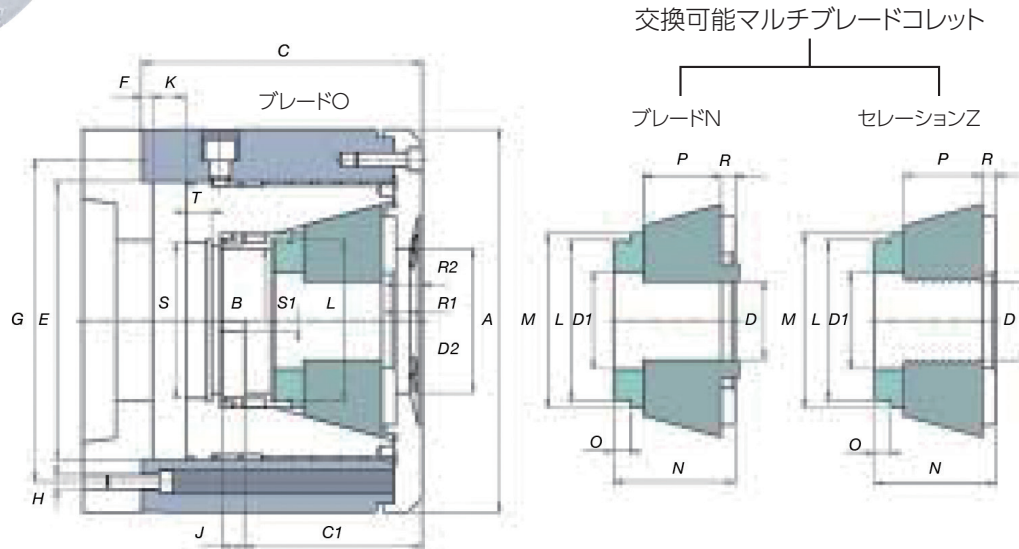 交換可能マルチブレードコレット
C
F K
ブレードO
ブレードN
セレーションZ
P R
P R
T
R2
G E S B S1 L R1 A
D2
M L D1 D
M L D1 D
O
N
O
N
H
J C1